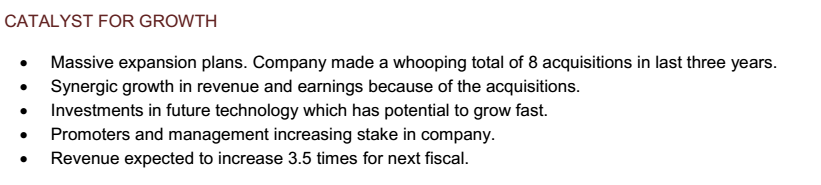 CATALYST FOR GROWTH
• Massive expansion plans. Company made a whooping total of 8 acquisitions in last three years.
• Synergic growth in revenue and earnings because of the acquisitions.
• Investments in future technology which has potential to grow fast.
• Promoters and management increasing stake in company.
• Revenue expected to increase 3.5 times for next fiscal.